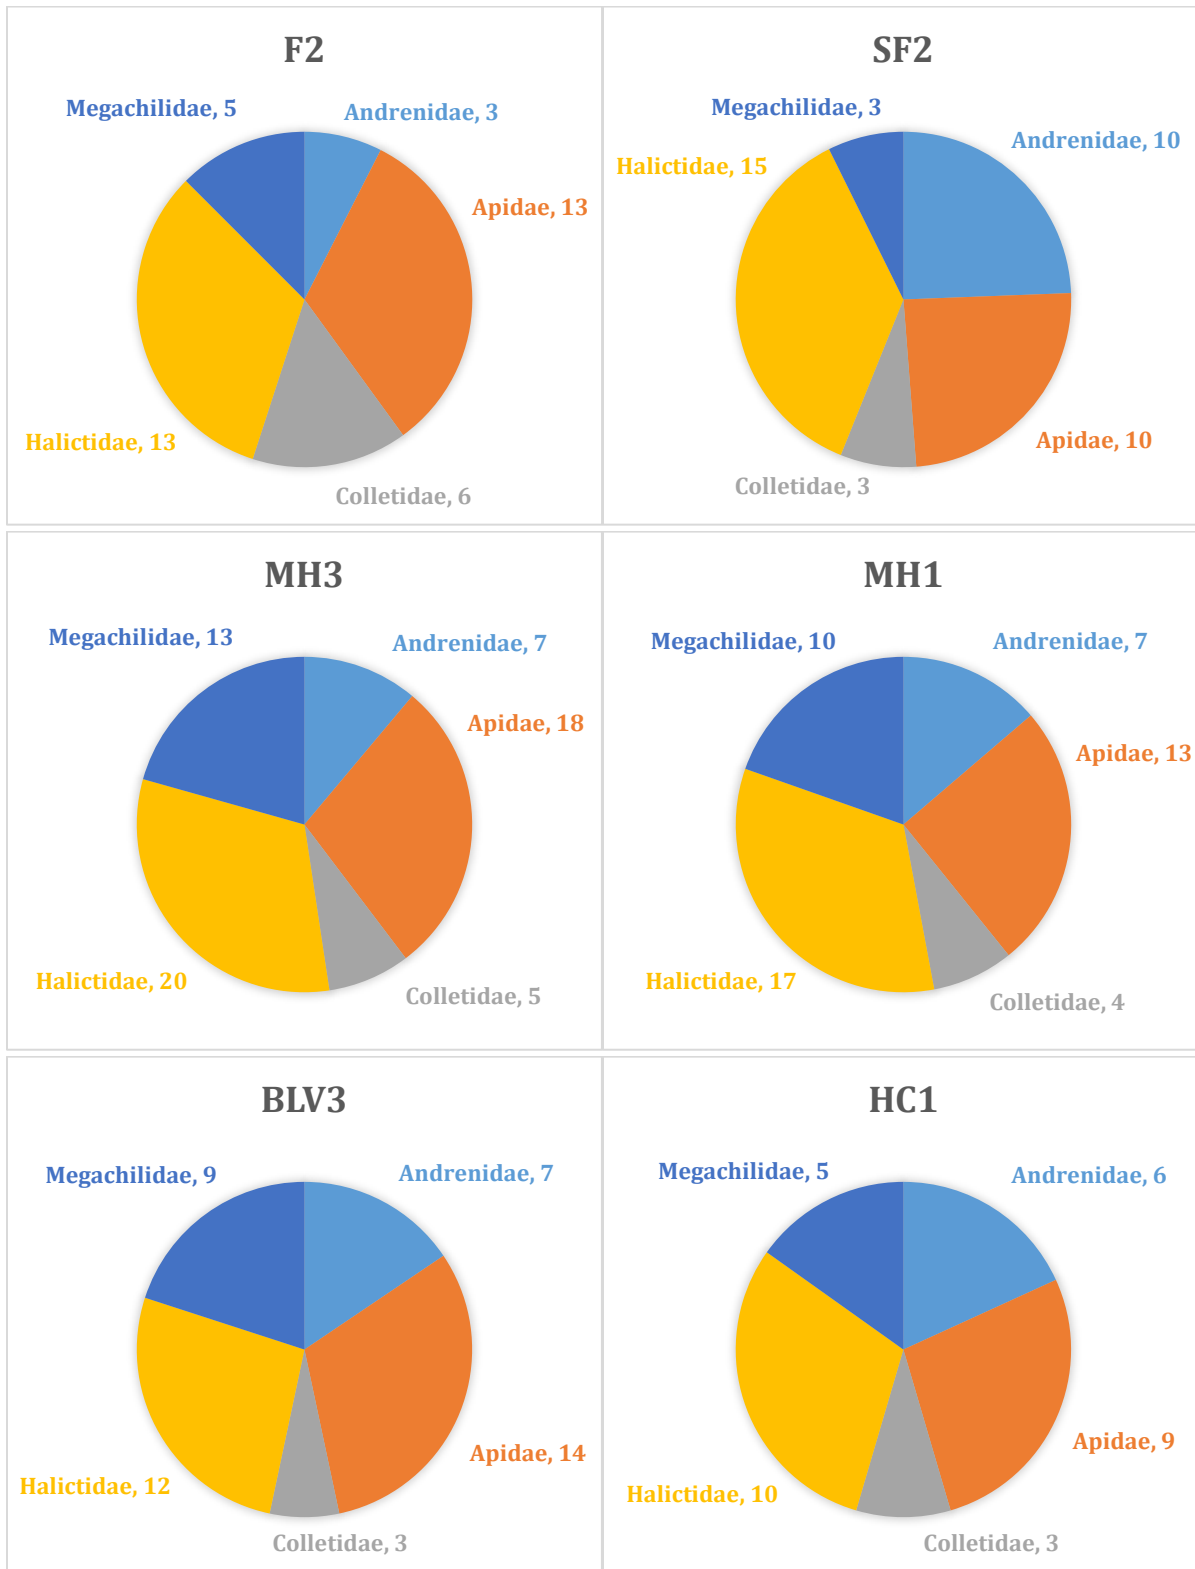 F2
Megachilidae, 5
Andrenidae, 3
Apidae, 13
Halictidae, 13
Colletidae, 6
SF2
Megachilidae, 3
Andrenidae, 10
Halictidae, 15
Apidae, 10
Colletidae, 3
MH3
Megachilidae, 13
Andrenidae, 7
Apidae, 18
Halictidae, 20
Colletidae, 5
MH1
Megachilidae, 10
Andrenidae, 7
Apidae, 13
Halictidae, 17
Colletidae, 4
BLV3
Megachilidae, 9
Andrenidae, 7
Apidae, 14
Halictidae, 12
Colletidae, 3
HC1
Megachilidae, 5
Andrenidae, 6
Apidae, 9
Halictidae, 10
Colletidae, 3